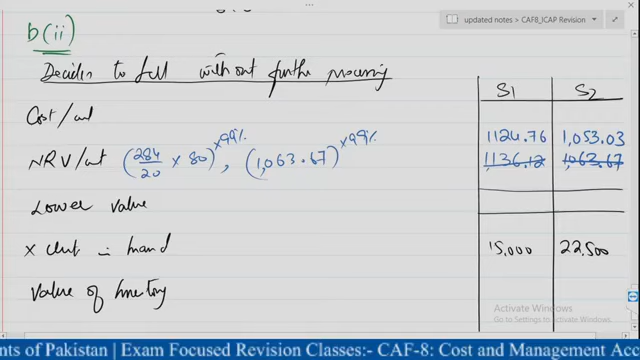 updated notes > CAF8_ICAP Revision
b(ii)
Decides to sell without further processing
S1 S2
Cost/unit
1124.76 1,053.03
NRV/unit (284/20 × 80)×99%, (1,063.67)×99% 1136.12 1,063.67
Lower value
× Unit in hand 15,000 22,500
Value of Inventory
Activate Windows
Go to Settings to Activate Windows.
nts of Pakistan | Exam Focused Revision Classes:- CAF-8: Cost and Management Acc